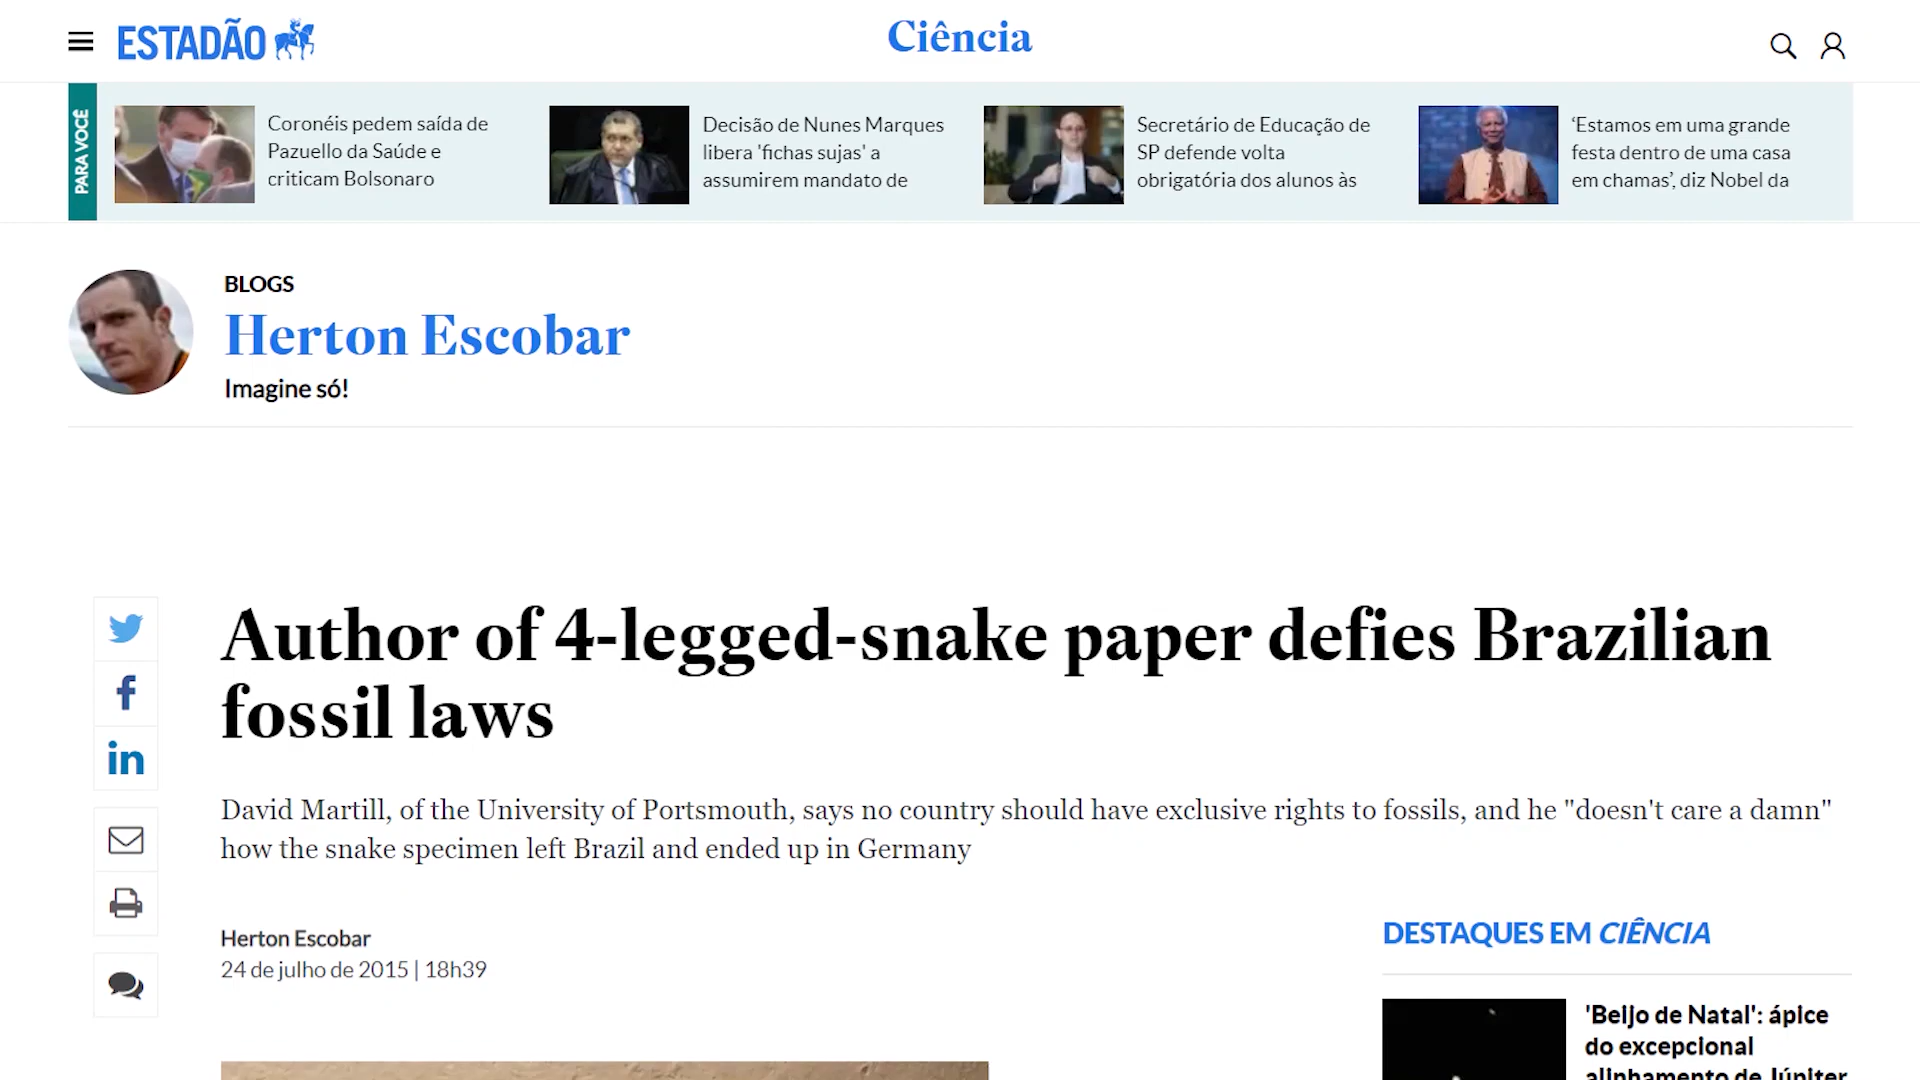 ESTADÃO
Ciência
PARA VOCÊ
Coronéis pedem saída de
Pazuello da Saúde e
criticam Bolsonaro
Decisão de Nunes Marques
libera 'fichas sujas' a
assumirem mandato de
Secretário de Educação de
SP defende volta
obrigatória dos alunos às
‘Estamos em uma grande
festa dentro de uma casa
em chamas’, diz Nobel da
BLOGS
Herton Escobar
Imagine só!
Author of 4-legged-snake paper defies Brazilian
fossil laws
David Martill, of the University of Portsmouth, says no country should have exclusive rights to fossils, and he "doesn't care a damn"
how the snake specimen left Brazil and ended up in Germany
Herton Escobar
24 de julho de 2015 | 18h39
DESTAQUES EM CIÊNCIA
'Beijo de Natal': ápice
do excepcional
alinhamento de Júpiter